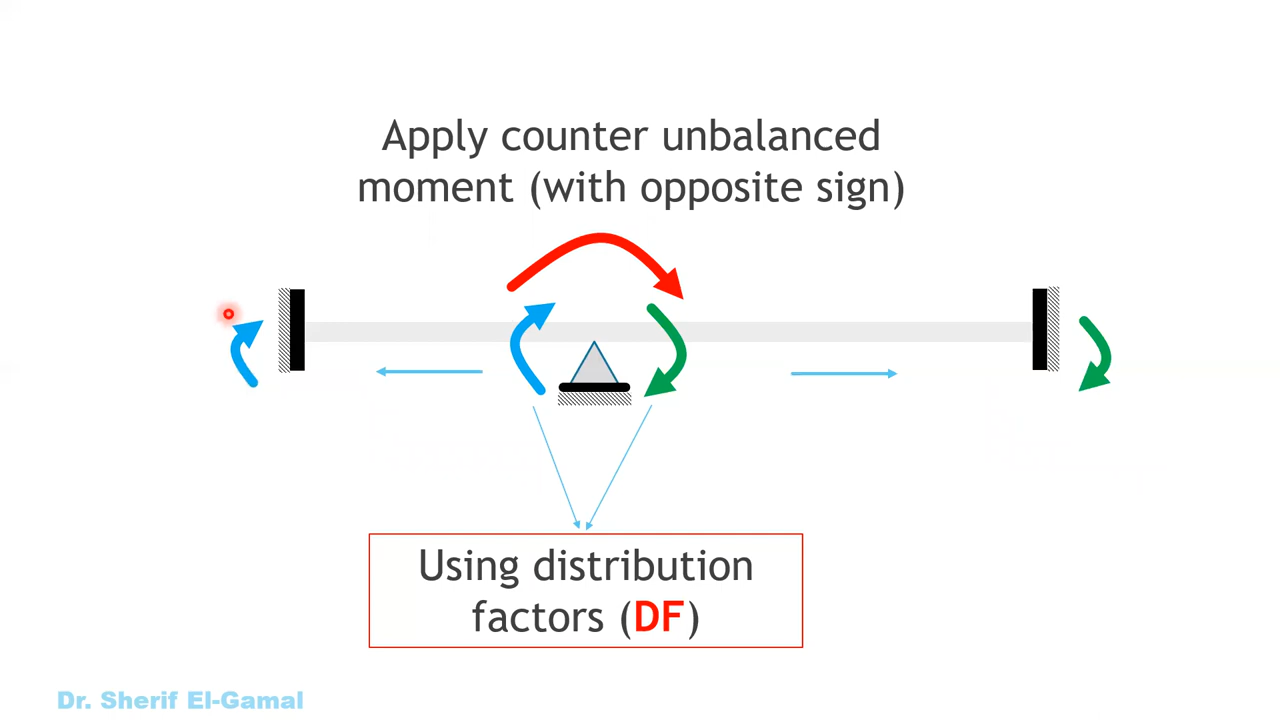 Apply counter unbalanced
moment (with opposite sign)
Using distribution
factors (DF)
Dr. Sherif El-Gamal